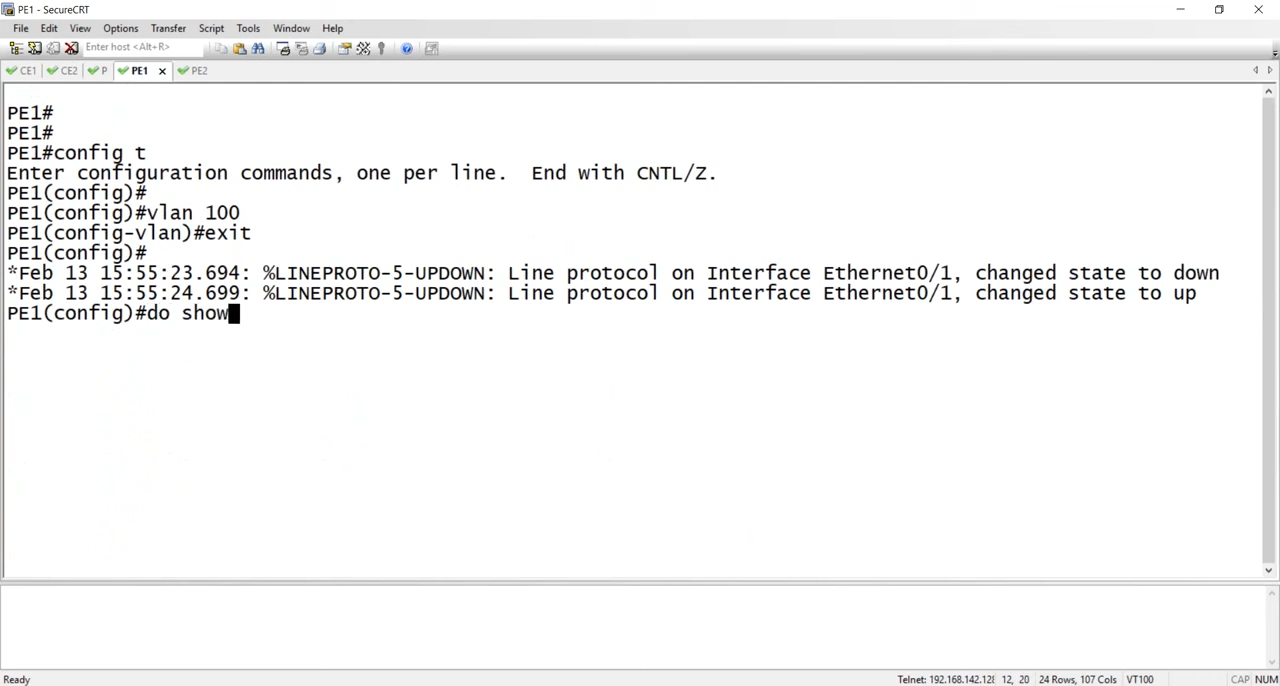 PE1 - SecureCRT
File Edit View Options Transfer Script Tools Window Help
Enter host <Alt+R>
CE1 CE2 P PE1 PE2
PE1#
PE1#
PE1#config t
Enter configuration commands, one per line.  End with CNTL/Z.
PE1(config)#
PE1(config)#vlan 100
PE1(config-vlan)#exit
PE1(config)#
*Feb 13 15:55:23.694: %LINEPROTO-5-UPDOWN: Line protocol on Interface Ethernet0/1, changed state to down
*Feb 13 15:55:24.699: %LINEPROTO-5-UPDOWN: Line protocol on Interface Ethernet0/1, changed state to up
PE1(config)#do show
Ready Telnet: 192.168.142.128 12, 20 24 Rows, 107 Cols VT100 CAP NUM